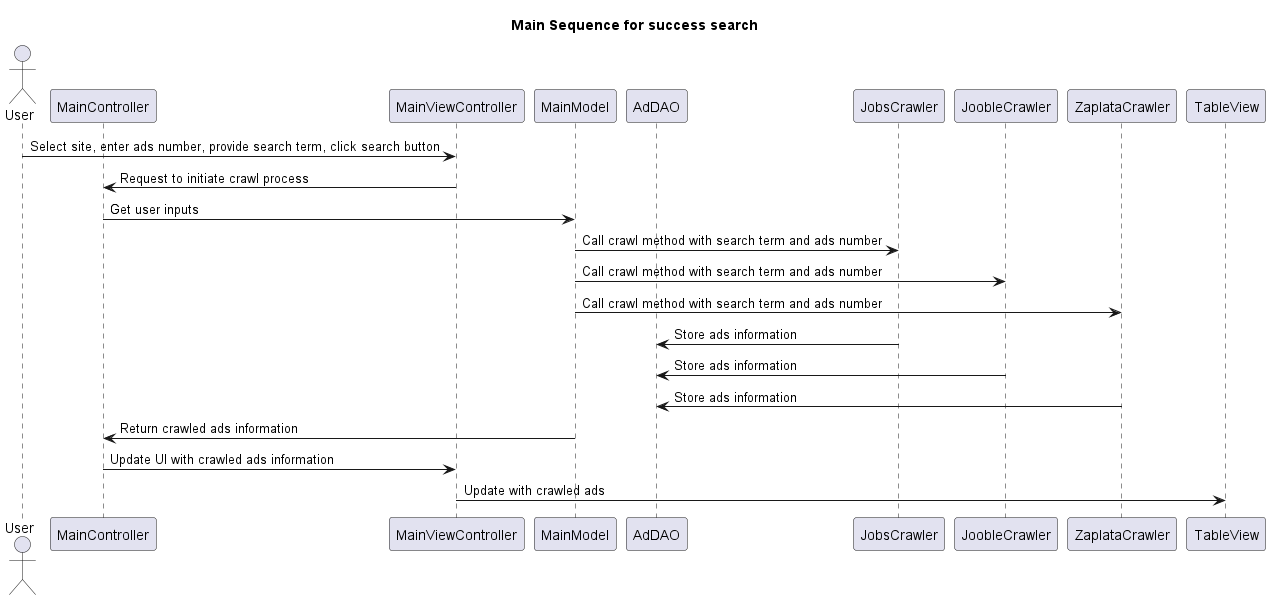 Main Sequence for success search
User
MainController
MainViewController
MainModel
AdDAO
JobsCrawler
JoobleCrawler
ZaplataCrawler
TableView
Select site, enter ads number, provide search term, click search button
Request to initiate crawl process
Get user inputs
Call crawl method with search term and ads number
Call crawl method with search term and ads number
Call crawl method with search term and ads number
Store ads information
Store ads information
Store ads information
Return crawled ads information
Update UI with crawled ads information
Update with crawled ads
User
MainController
MainViewController
MainModel
AdDAO
JobsCrawler
JoobleCrawler
ZaplataCrawler
TableView